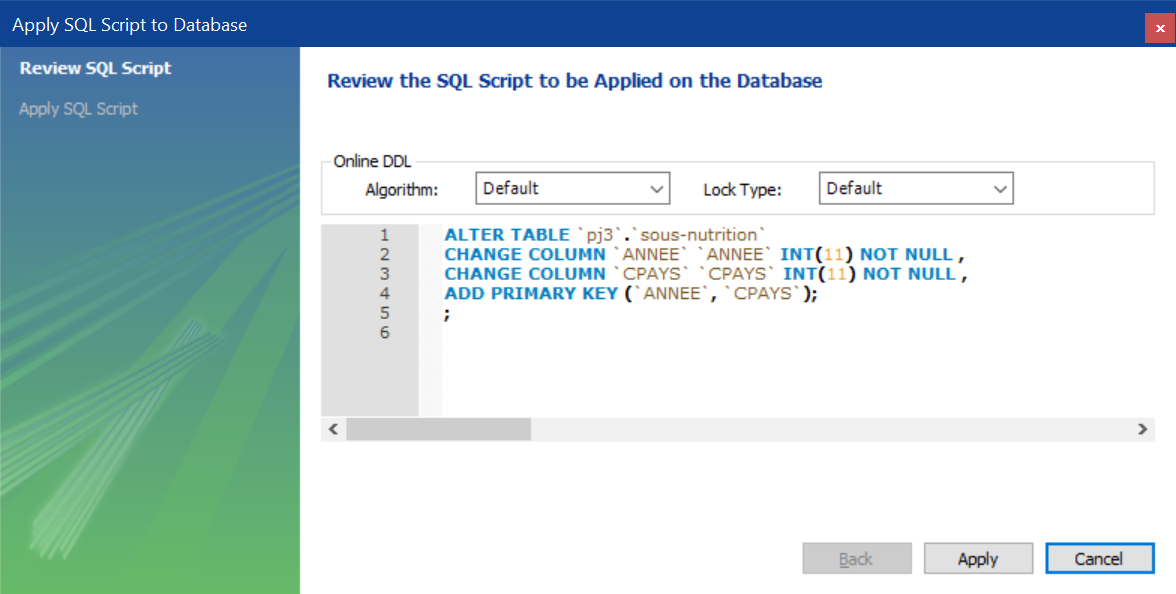 Apply SQL Script to Database
Review SQL Script
Apply SQL Script
Review the SQL Script to be Applied on the Database
Online DDL
Algorithm: Default Lock Type: Default
1 ALTER TABLE `pj3`.`sous-nutrition`
2 CHANGE COLUMN `ANNEE` `ANNEE` INT(11) NOT NULL ,
3 CHANGE COLUMN `CPAYS` `CPAYS` INT(11) NOT NULL ,
4 ADD PRIMARY KEY (`ANNEE`, `CPAYS`);
5 ;
6
Back Apply Cancel